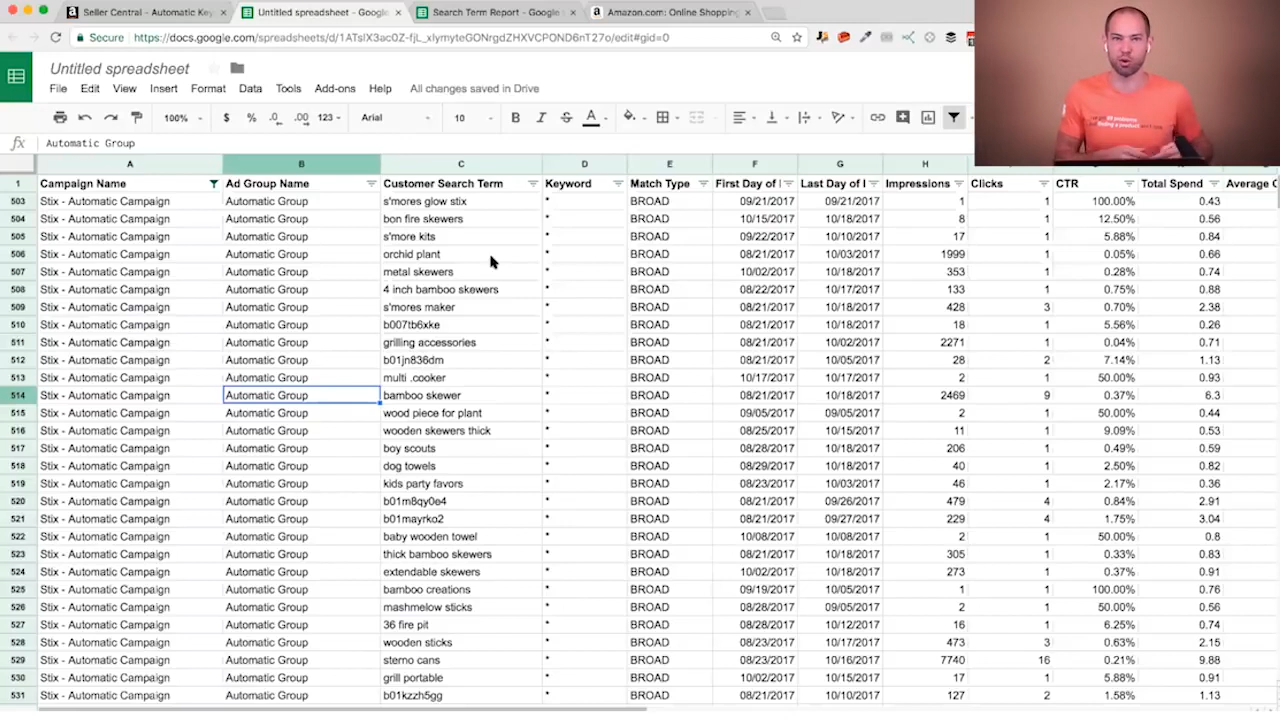 Seller Central - Automatic Key × Untitled spreadsheet - Google × Search Term Report - Google × Amazon.com: Online Shopping ×
Secure https://docs.google.com/spreadsheets/d/
Untitled spreadsheet
File Edit View Insert Format Data Tools Add-ons Help All changes saved in Drive
100% $ % .0 .00 123 Arial 10 B I S A
fx Automatic Group
A B C D E F G H I
1 Campaign Name Ad Group Name Customer Search Term Keyword Match Type First Day of Last Day of Impressions Clicks CTR Total Spend Average C
503 Stix - Automatic Campaign Automatic Group s'mores glow stix * BROAD 09/21/2017 09/21/2017 1 1 100.00% 0.43
504 Stix - Automatic Campaign Automatic Group bon fire skewers * BROAD 10/15/2017 10/18/2017 8 1 12.50% 0.56
505 Stix - Automatic Campaign Automatic Group s'more kits * BROAD 09/22/2017 10/10/2017 17 1 5.88% 0.84
506 Stix - Automatic Campaign Automatic Group orchid plant * BROAD 08/21/2017 10/03/2017 1999 1 0.05% 0.66
507 Stix - Automatic Campaign Automatic Group metal skewers * BROAD 10/02/2017 10/18/2017 353 1 0.28% 0.74
508 Stix - Automatic Campaign Automatic Group 4 inch bamboo skewers * BROAD 08/22/2017 10/17/2017 133 1 0.75% 0.88
509 Stix - Automatic Campaign Automatic Group s'mores maker * BROAD 08/21/2017 10/18/2017 428 3 0.70% 2.38
510 Stix - Automatic Campaign Automatic Group b007tb6xke * BROAD 08/21/2017 10/18/2017 18 1 5.56% 0.26
511 Stix - Automatic Campaign Automatic Group grilling accessories * BROAD 08/21/2017 10/02/2017 2271 1 0.04% 0.71
512 Stix - Automatic Campaign Automatic Group b01jn836dm * BROAD 08/21/2017 10/05/2017 28 2 7.14% 1.13
513 Stix - Automatic Campaign Automatic Group multi .cooker * BROAD 10/17/2017 10/17/2017 2 1 50.00% 0.93
514 Stix - Automatic Campaign Automatic Group bamboo skewer * BROAD 08/21/2017 10/18/2017 2469 9 0.37% 6.3
515 Stix - Automatic Campaign Automatic Group wood piece for plant * BROAD 09/05/2017 09/05/2017 2 1 50.00% 0.44
516 Stix - Automatic Campaign Automatic Group wooden skewers thick * BROAD 08/25/2017 10/15/2017 11 1 9.09% 0.53
517 Stix - Automatic Campaign Automatic Group boy scouts * BROAD 08/28/2017 10/18/2017 206 1 0.49% 0.59
518 Stix - Automatic Campaign Automatic Group dog towels * BROAD 08/29/2017 10/18/2017 40 1 2.50% 0.82
519 Stix - Automatic Campaign Automatic Group kids party favors * BROAD 08/23/2017 10/03/2017 46 1 2.17% 0.36
520 Stix - Automatic Campaign Automatic Group b01m8qy0e4 * BROAD 08/21/2017 09/26/2017 479 4 0.84% 2.91
521 Stix - Automatic Campaign Automatic Group b01mayrko2 * BROAD 08/21/2017 09/27/2017 229 4 1.75% 3.04
522 Stix - Automatic Campaign Automatic Group baby wooden towel * BROAD 10/08/2017 10/08/2017 2 1 50.00% 0.8
523 Stix - Automatic Campaign Automatic Group thick bamboo skewers * BROAD 08/21/2017 10/18/2017 305 1 0.33% 0.83
524 Stix - Automatic Campaign Automatic Group extendable skewers * BROAD 10/02/2017 10/18/2017 273 1 0.37% 0.91
525 Stix - Automatic Campaign Automatic Group bamboo creations * BROAD 09/19/2017 10/05/2017 1 1 100.00% 0.76
526 Stix - Automatic Campaign Automatic Group mashmelow sticks * BROAD 08/28/2017 09/05/2017 2 1 50.00% 0.56
527 Stix - Automatic Campaign Automatic Group 36 fire pit * BROAD 08/28/2017 10/12/2017 16 1 6.25% 0.74
528 Stix - Automatic Campaign Automatic Group wooden sticks * BROAD 08/23/2017 10/17/2017 473 3 0.63% 2.15
529 Stix - Automatic Campaign Automatic Group sterno cans * BROAD 08/23/2017 10/16/2017 7740 16 0.21% 9.88
530 Stix - Automatic Campaign Automatic Group grill portable * BROAD 10/02/2017 10/15/2017 17 1 5.88% 0.91
531 Stix - Automatic Campaign Automatic Group b01kzzh5gg * BROAD 08/21/2017 10/10/2017 127 2 1.58% 1.13